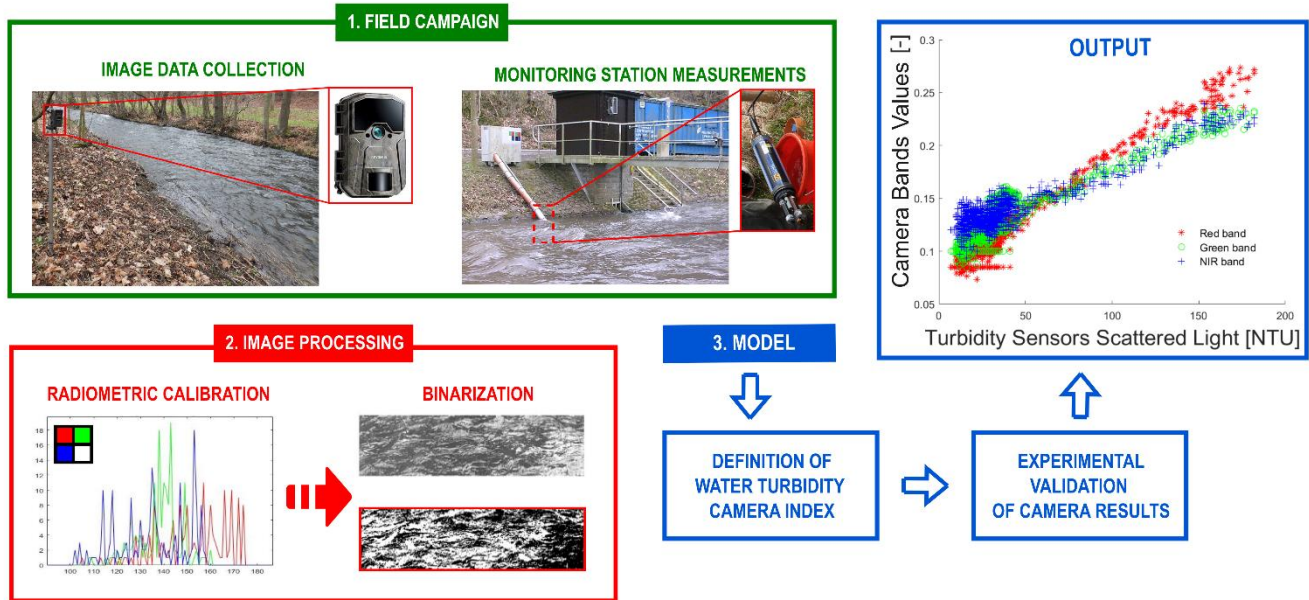 1. FIELD CAMPAIGN
IMAGE DATA COLLECTION
MONITORING STATION MEASUREMENTS
2. IMAGE PROCESSING
RADIOMETRIC CALIBRATION
18
16
14
12
10
8
6
4
2
0
100 110 120 130 140 150 160 170 180
BINARIZATION
3. MODEL
DEFINITION OF
WATER TURBIDITY
CAMERA INDEX
EXPERIMENTAL
VALIDATION
OF CAMERA RESULTS
OUTPUT
Camera Bands Values [-]
0.3
0.25
0.2
0.15
0.1
0.05
Red band
Green band
NIR band
0 50 100 150 200
Turbidity Sensors Scattered Light [NTU]